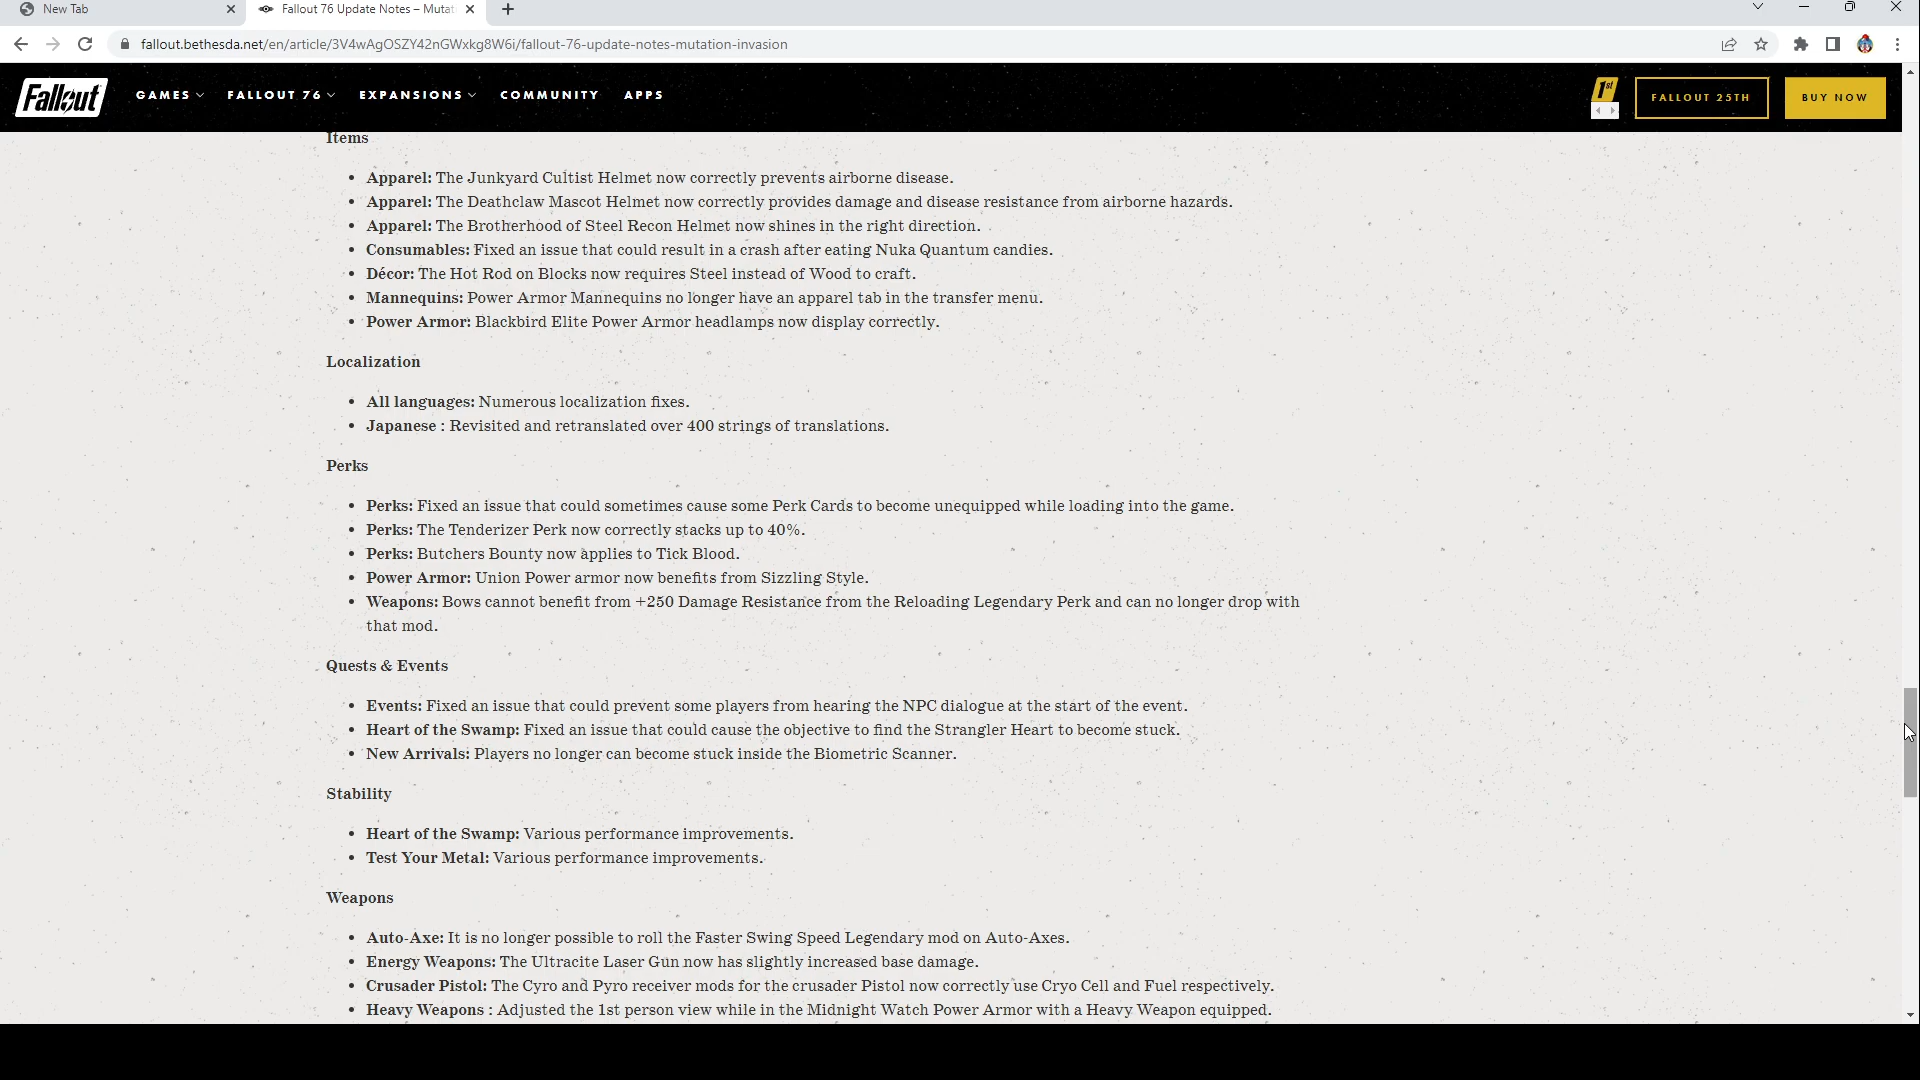 New Tab
Fallout 76 Update Notes – Mutat
fallout.bethesda.net/en/article/3V4wAgOSZY42nGWxkg8W6i/fallout-76-update-notes-mutation-invasion
Fallout GAMES FALLOUT 76 EXPANSIONS COMMUNITY APPS 1st FALLOUT 25TH BUY NOW
Items
• Apparel: The Junkyard Cultist Helmet now correctly prevents airborne disease.
• Apparel: The Deathclaw Mascot Helmet now correctly provides damage and disease resistance from airborne hazards.
• Apparel: The Brotherhood of Steel Recon Helmet now shines in the right direction.
• Consumables: Fixed an issue that could result in a crash after eating Nuka Quantum candies.
• Décor: The Hot Rod on Blocks now requires Steel instead of Wood to craft.
• Mannequins: Power Armor Mannequins no longer have an apparel tab in the transfer menu.
• Power Armor: Blackbird Elite Power Armor headlamps now display correctly.
Localization
• All languages: Numerous localization fixes.
• Japanese : Revisited and retranslated over 400 strings of translations.
Perks
• Perks: Fixed an issue that could sometimes cause some Perk Cards to become unequipped while loading into the game.
• Perks: The Tenderizer Perk now correctly stacks up to 40%.
• Perks: Butchers Bounty now applies to Tick Blood.
• Power Armor: Union Power armor now benefits from Sizzling Style.
• Weapons: Bows cannot benefit from +250 Damage Resistance from the Reloading Legendary Perk and can no longer drop with
that mod.
Quests & Events
• Events: Fixed an issue that could prevent some players from hearing the NPC dialogue at the start of the event.
• Heart of the Swamp: Fixed an issue that could cause the objective to find the Strangler Heart to become stuck.
• New Arrivals: Players no longer can become stuck inside the Biometric Scanner.
Stability
• Heart of the Swamp: Various performance improvements.
• Test Your Metal: Various performance improvements.
Weapons
• Auto-Axe: It is no longer possible to roll the Faster Swing Speed Legendary mod on Auto-Axes.
• Energy Weapons: The Ultracite Laser Gun now has slightly increased base damage.
• Crusader Pistol: The Cyro and Pyro receiver mods for the crusader Pistol now correctly use Cryo Cell and Fuel respectively.
• Heavy Weapons : Adjusted the 1st person view while in the Midnight Watch Power Armor with a Heavy Weapon equipped.